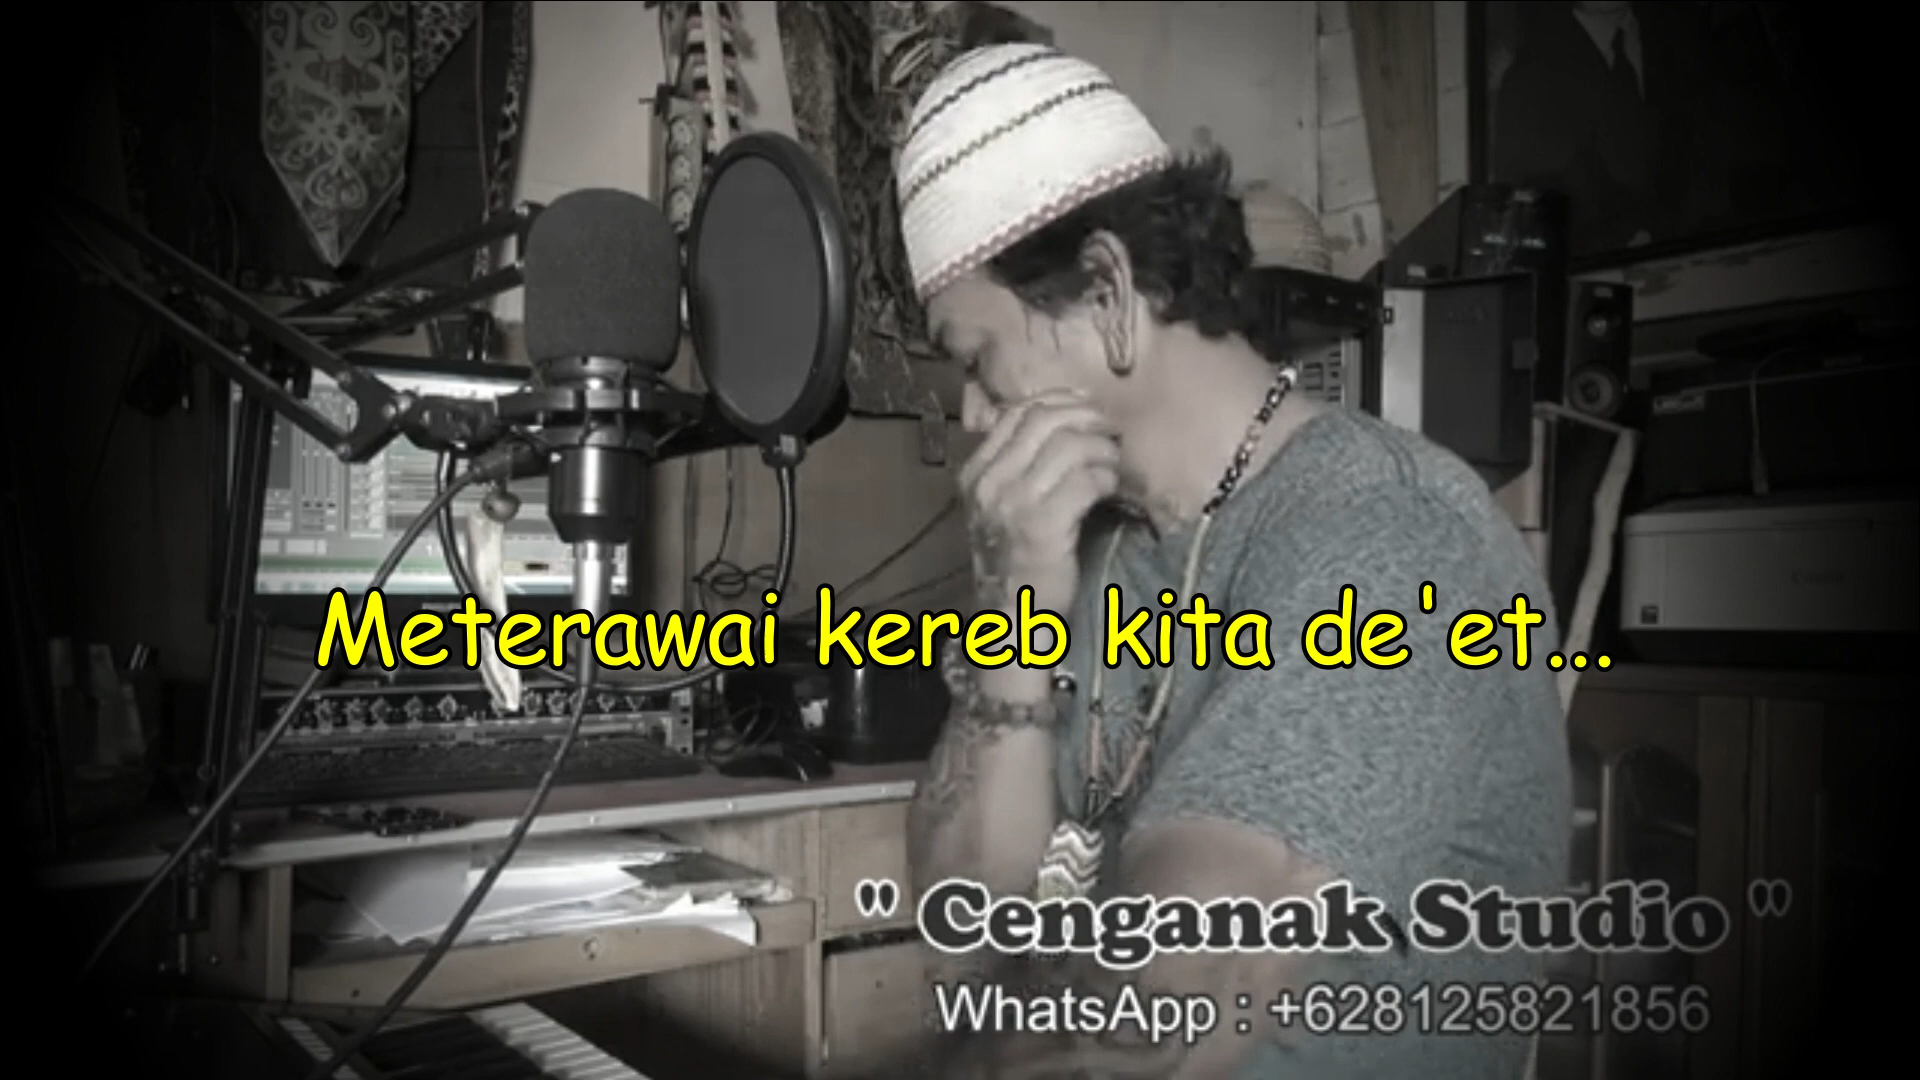 Meterawai kereb kita de'et...
" Cenganak Studio "
WhatsApp : +628125821856